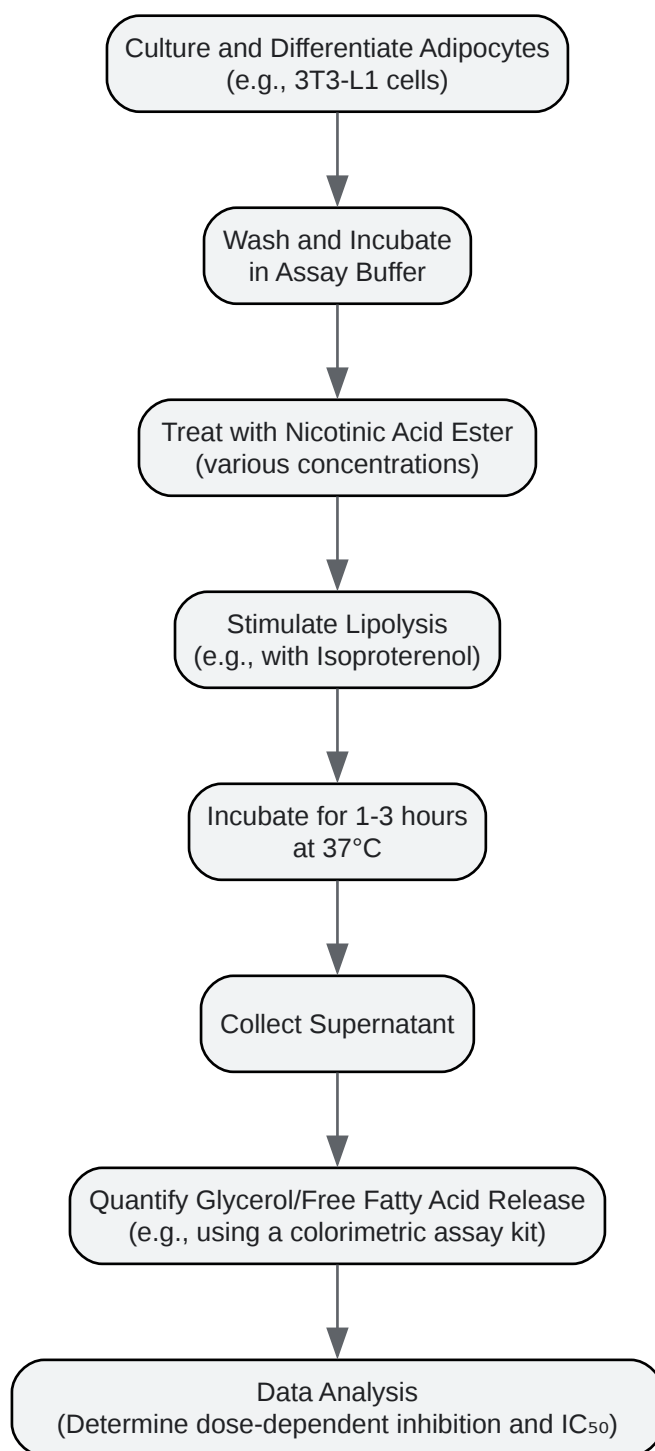 Culture and Differentiate Adipocytes
(e.g., 3T3-L1 cells)
Wash and Incubate
in Assay Buffer
Treat with Nicotinic Acid Ester
(various concentrations)
Stimulate Lipolysis
(e.g., with Isoproterenol)
Incubate for 1-3 hours
at 37°C
Collect Supernatant
Quantify Glycerol/Free Fatty Acid Release
(e.g., using a colorimetric assay kit)
Data Analysis
(Determine dose-dependent inhibition and IC₅₀)